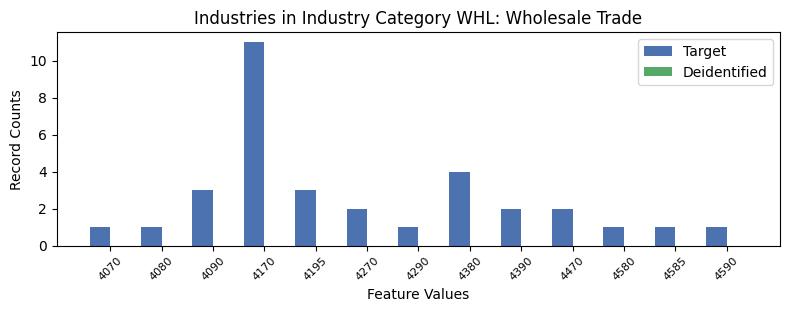 Industries in Industry Category WHL: Wholesale Trade
Target
Deidentified
Record Counts
10
8
6
4
2
0
4070 4080 4090 4170 4195 4270 4290 4380 4390 4470 4580 4585 4590
Feature Values